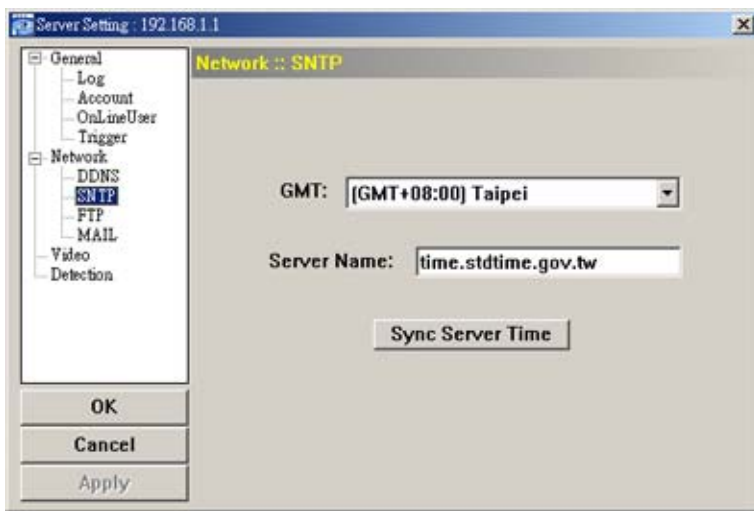 Server Setting : 192.168.1.1
General
Log
Account
OnLineUser
Trigger
Network
DDNS
SNTP
FTP
MAIL
Video
Detection
OK
Cancel
Apply
Network :: SNTP
GMT: (GMT+08:00) Taipei
Server Name: time.stdtime.gov.tw
Sync Server Time